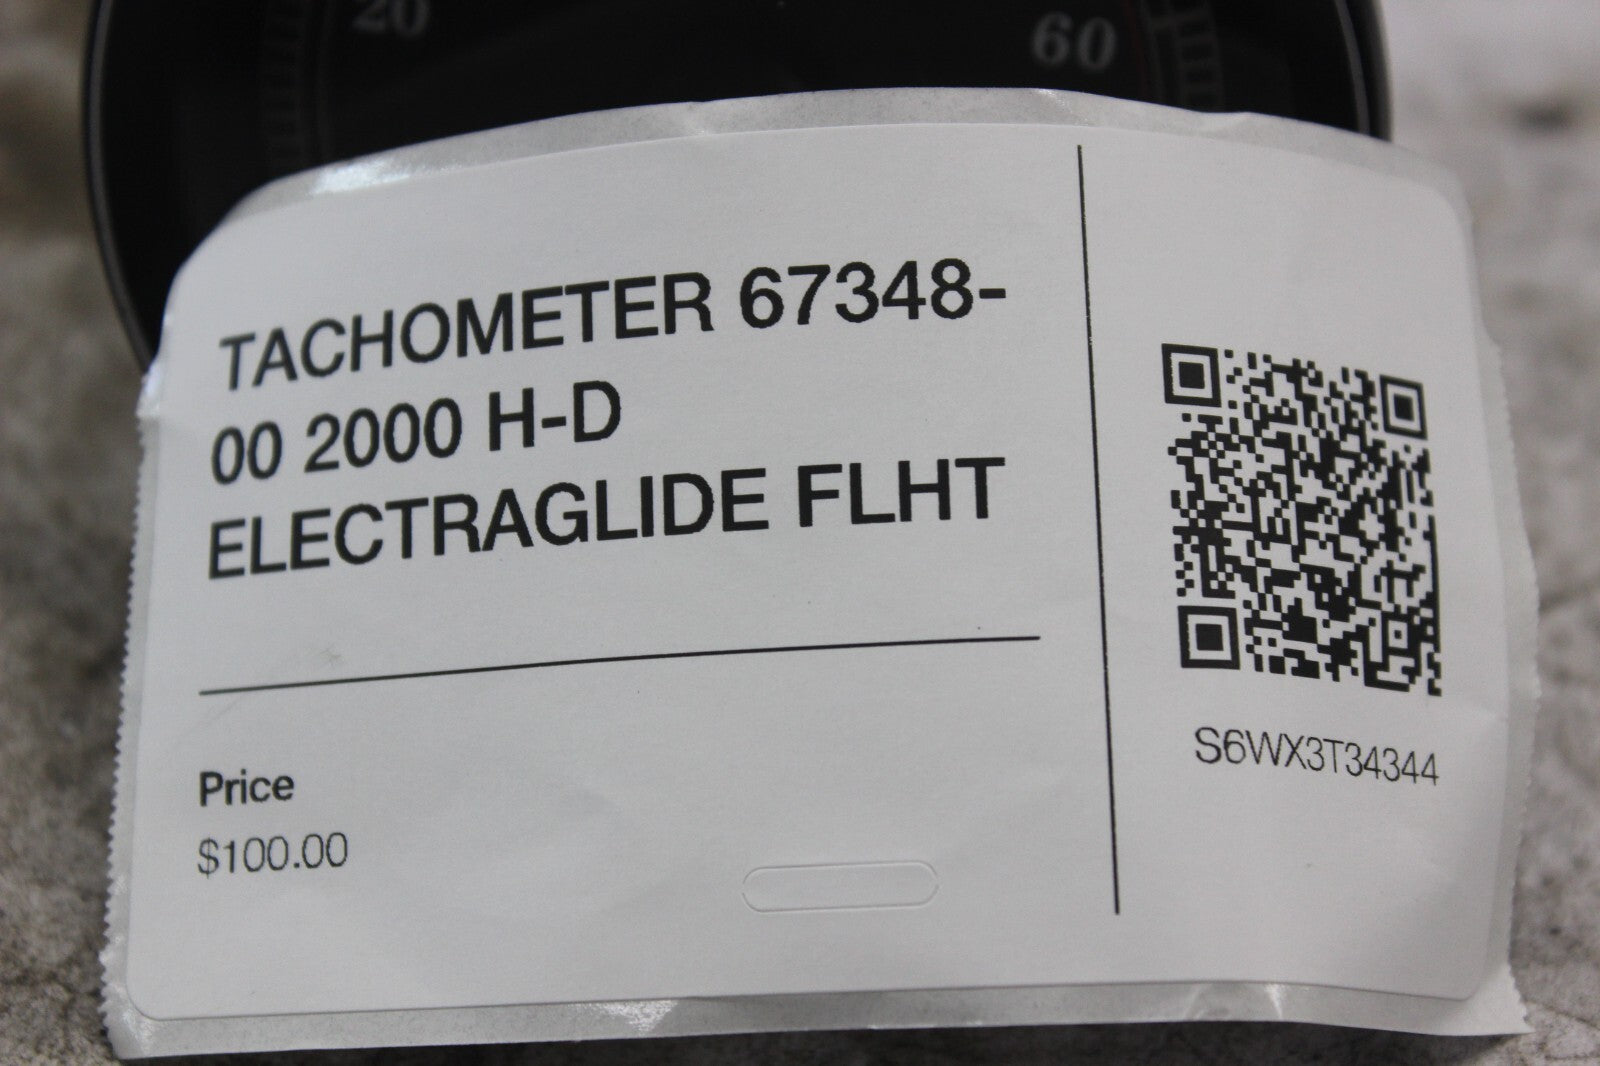 20
60
TACHOMETER 67348-
00 2000 H-D
ELECTRAGLIDE FLHT
Price
$100.00
S6WX3T34344